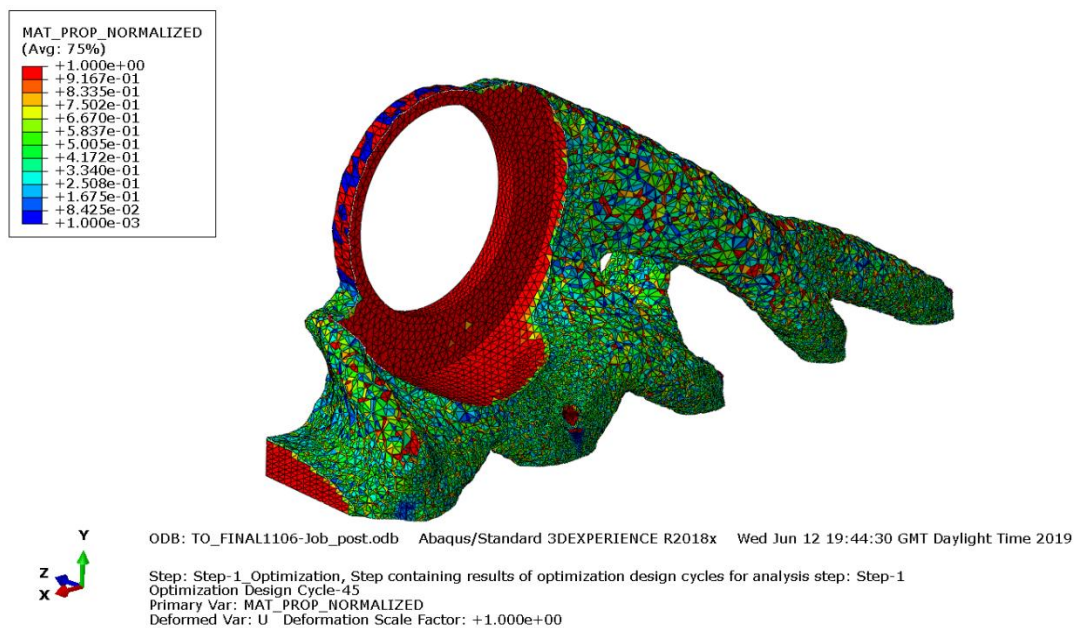 MAT_PROP_NORMALIZED
(Avg: 75%)
+1.000e+00
+9.167e-01
+8.335e-01
+7.502e-01
+6.670e-01
+5.837e-01
+5.005e-01
+4.172e-01
+3.340e-01
+2.508e-01
+1.675e-01
+8.425e-02
+1.000e-03
Y
Z
X
ODB: TO_FINAL1106-Job_post.odb Abaqus/Standard 3DEXPERIENCE R2018x Wed Jun 12 19:44:30 GMT Daylight Time 2019
Step: Step-1_Optimization, Step containing results of optimization design cycles for analysis step: Step-1
Optimization Design Cycle-45
Primary Var: MAT_PROP_NORMALIZED
Deformed Var: U Deformation Scale Factor: +1.000e+00